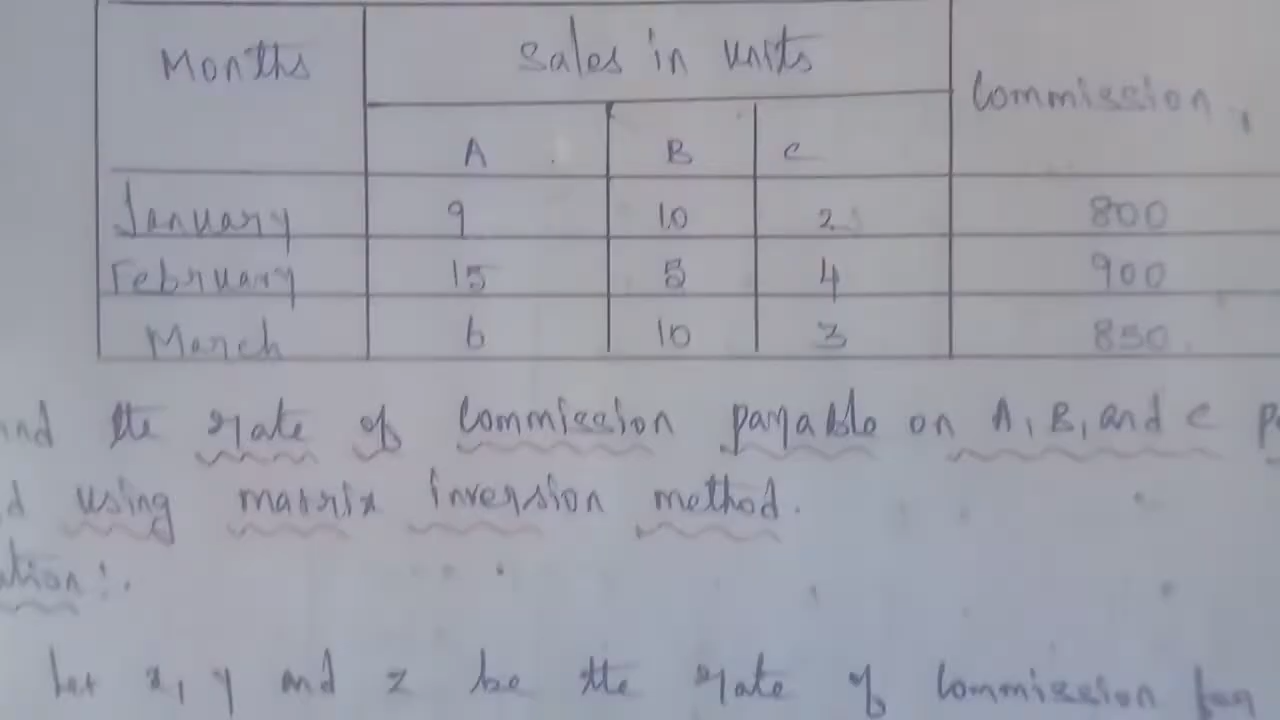 Months Sales in units Commission
A B C
January 9 10 2 800
February 15 5 4 900
March 6 10 3 850
ind the rate of commission payable on A, B, and C p
d using matrix inversion method.
ation:
Let x, y and z be the rate of commission for